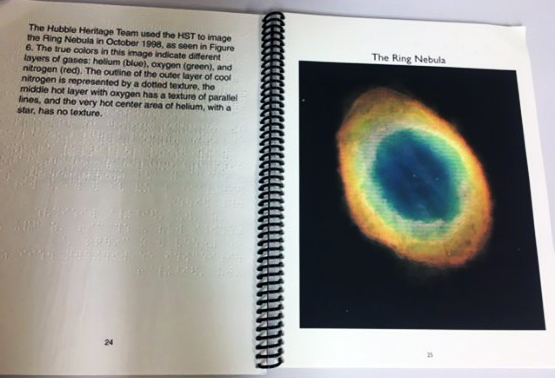 The Hubble Heritage Team used the HST to image
the Ring Nebula in October 1998, as seen in Figure
6. The true colors in this image indicate different
layers of gases: helium (blue), oxygen (green), and
nitrogen (red). The outline of the outer layer of cool
nitrogen is represented by a dotted texture, the
middle hot layer with oxygen has a texture of parallel
lines, and the very hot center area of helium, with a
star, has no texture.
24
The Ring Nebula
25